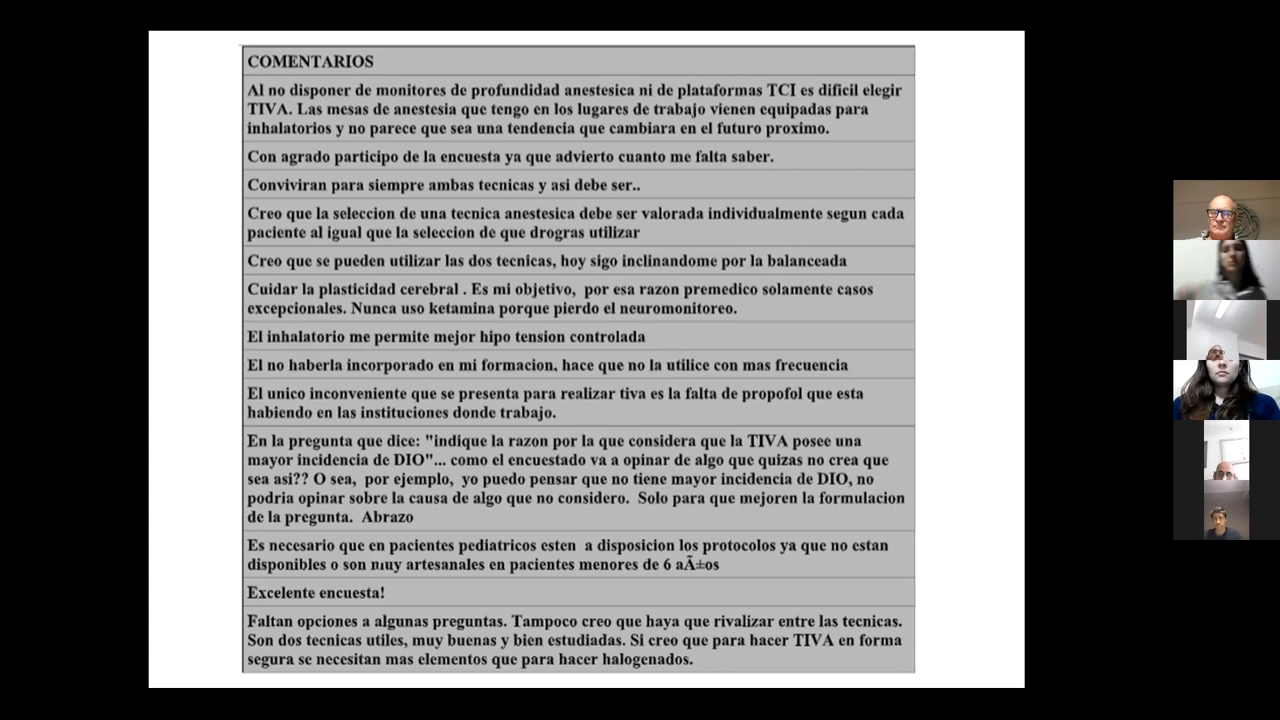 COMENTARIOS
Al no disponer de monitores de profundidad anestesica ni de plataformas TCI es dificil elegir
TIVA. Las mesas de anestesia que tengo en los lugares de trabajo vienen equipadas para
inhalatorios y no parece que sea una tendencia que cambiara en el futuro proximo.
Con agrado participo de la encuesta ya que advierto cuanto me falta saber.
Conviviran para siempre ambas tecnicas y asi debe ser..
Creo que la seleccion de una tecnica anestesica debe ser valorada individualmente segun cada
paciente al igual que la seleccion de que drogras utilizar
Creo que se pueden utilizar las dos tecnicas, hoy sigo inclinandome por la balanceada
Cuidar la plasticidad cerebral . Es mi objetivo, por esa razon premedico solamente casos
excepcionales. Nunca uso ketamina porque pierdo el neuromonitoreo.
El inhalatorio me permite mejor hipo tension controlada
El no haberla incorporado en mi formacion, hace que no la utilice con mas frecuencia
El unico inconveniente que se presenta para realizar tiva es la falta de propofol que esta
habiendo en las instituciones donde trabajo.
En la pregunta que dice: "indique la razon por la que considera que la TIVA posee una
mayor incidencia de DIO"... como el encuestado va a opinar de algo que quizas no crea que
sea asi?? O sea, por ejemplo, yo puedo pensar que no tiene mayor incidencia de DIO, no
podria opinar sobre la causa de algo que no considero. Solo para que mejoren la formulacion
de la pregunta. Abrazo
Es necesario que en pacientes pediatricos esten a disposicion los protocolos ya que no estan
disponibles o son muy artesanales en pacientes menores de 6 aÃ±os
Excelente encuesta!
Faltan opciones a algunas preguntas. Tampoco creo que haya que rivalizar entre las tecnicas.
Son dos tecnicas utiles, muy buenas y bien estudiadas. Si creo que para hacer TIVA en forma
segura se necesitan mas elementos que para hacer halogenados.